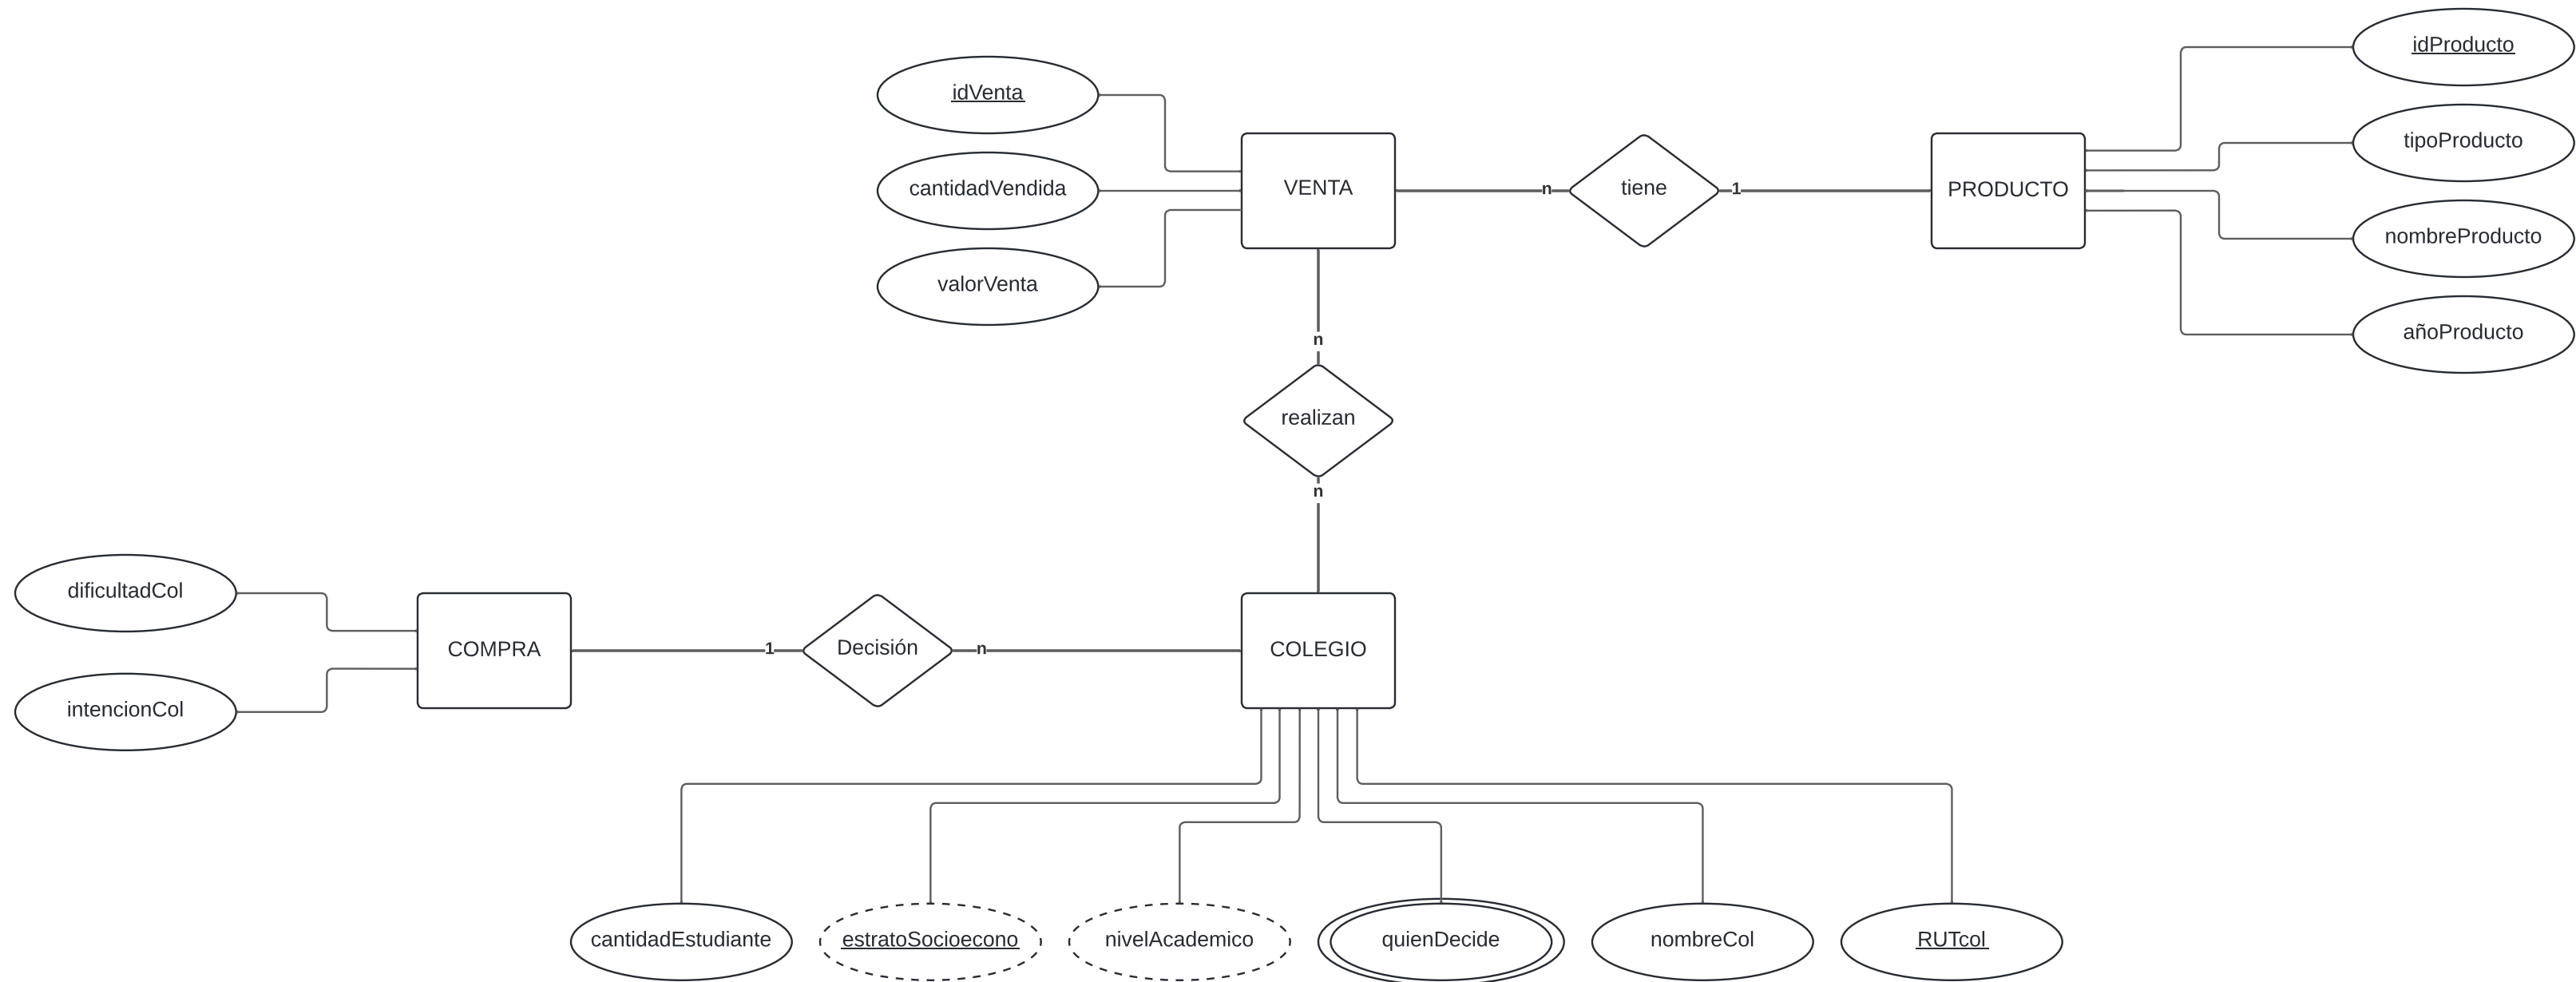 idProducto
idVenta
tipoProducto
VENTA
n
tiene
1
PRODUCTO
cantidadVendida
nombreProducto
valorVenta
añoProducto
n
realizan
n
dificultadCol
COMPRA
1
Decisión
n
COLEGIO
intencionCol
cantidadEstudiante
estratoSocioecono
nivelAcademico
quienDecide
nombreCol
RUTcol